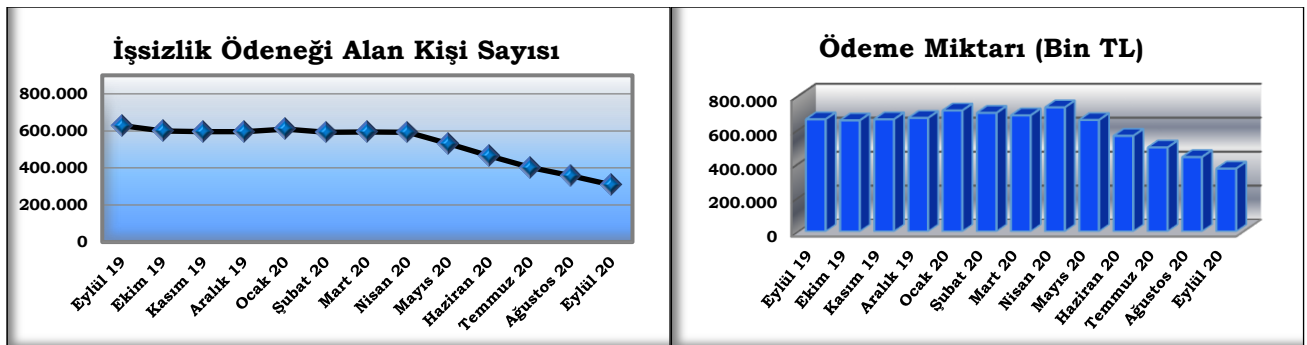 İşsizlik Ödeneği Alan Kişi Sayısı
800.000
600.000
400.000
200.000
0
Eylül 19
Ekim 19
Kasım 19
Aralık 19
Ocak 20
Şubat 20
Mart 20
Nisan 20
Mayıs 20
Haziran 20
Temmuz 20
Ağustos 20
Eylül 20
Ödeme Miktarı (Bin TL)
800.000
600.000
400.000
200.000
0
Eylül 19
Ekim 19
Kasım 19
Aralık 19
Ocak 20
Şubat 20
Mart 20
Nisan 20
Mayıs 20
Haziran 20
Temmuz 20
Ağustos 20
Eylül 20